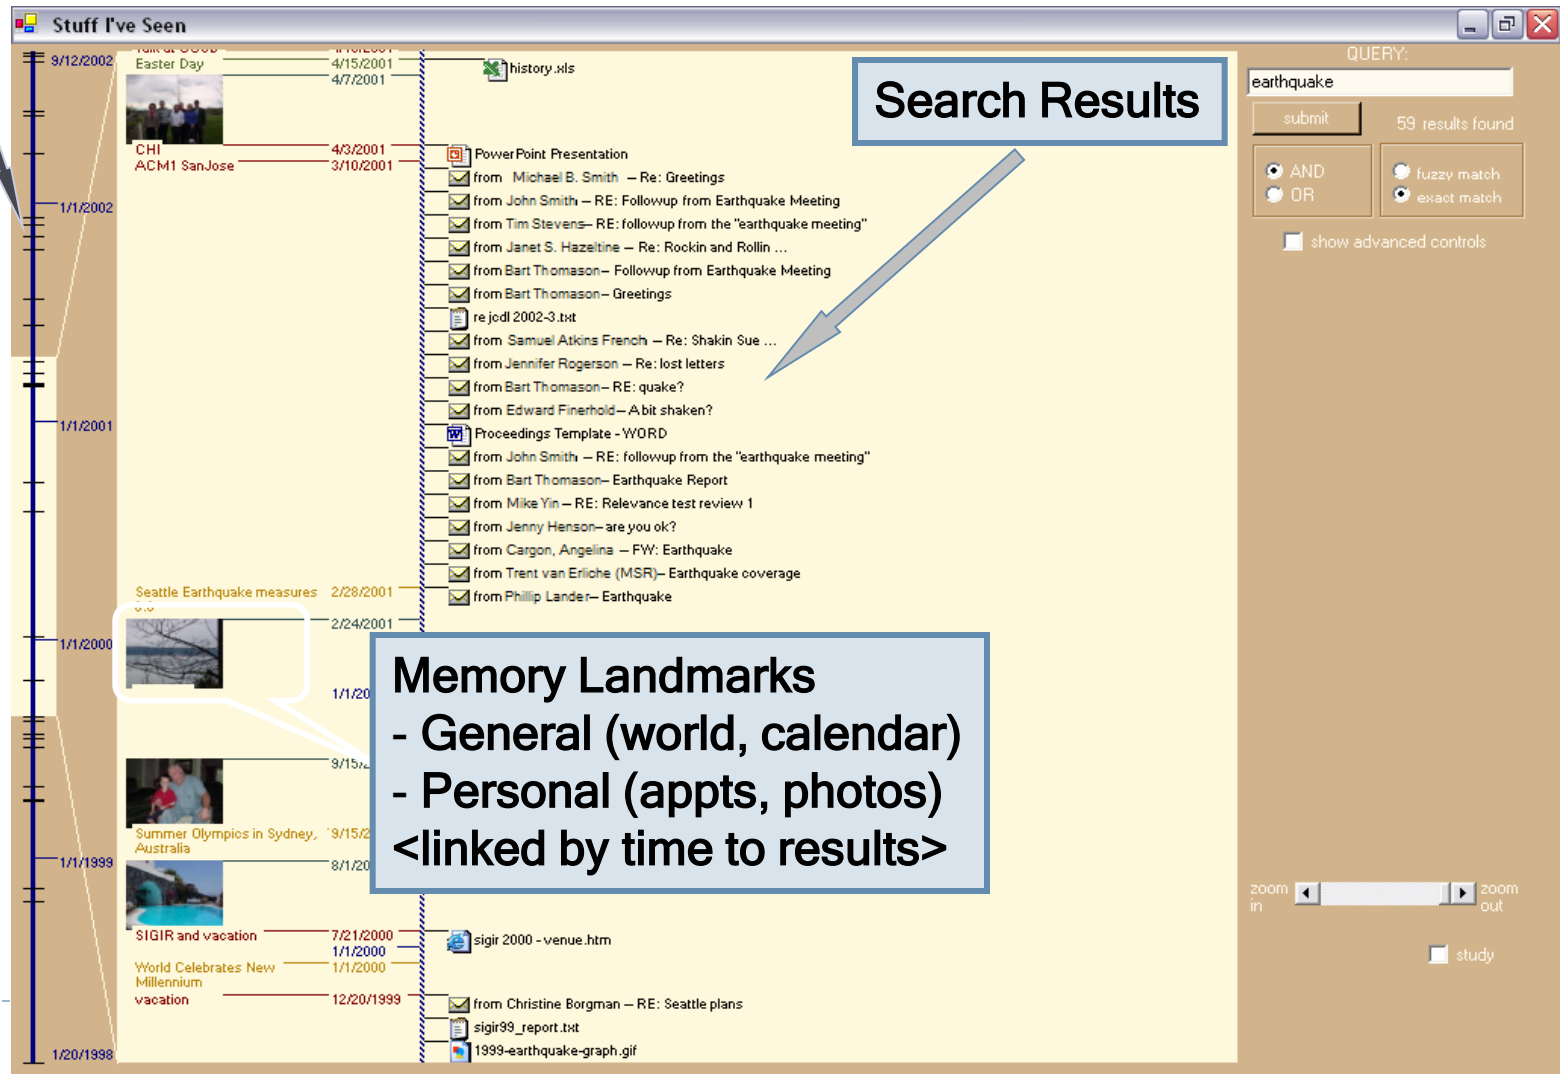 Stuff I've Seen
9/12/2002
1/1/2002
1/1/2001
1/1/2000
1/1/1999
1/20/1998
Easter Day 4/15/2001
4/7/2001
CHI 4/3/2001
ACM1 SanJose 3/10/2001
Seattle Earthquake measures 2/28/2001
2/24/2001
1/1/20
9/15/2
Summer Olympics in Sydney, 9/15/2
Australia
8/1/20
SIGIR and vacation 7/21/2000
1/1/2000
World Celebrates New 1/1/2000
Millennium
vacation 12/20/1999
history.xls
PowerPoint Presentation
from Michael B. Smith – Re: Greetings
from John Smith – RE: Followup from Earthquake Meeting
from Tim Stevens– RE: followup from the "earthquake meeting"
from Janet S. Hazeltine – Re: Rockin and Rollin ...
from Bart Thomason– Followup from Earthquake Meeting
from Bart Thomason– Greetings
re jcdl 2002-3.txt
from Samuel Atkins French – Re: Shakin Sue ...
from Jennifer Rogerson – Re: lost letters
from Bart Thomason– RE: quake?
from Edward Finerhold– A bit shaken?
Proceedings Template - WORD
from John Smith – RE: followup from the "earthquake meeting"
from Bart Thomason– Earthquake Report
from Mike Yin – RE: Relevance test review 1
from Jenny Henson– are you ok?
from Cargon, Angelina – FW: Earthquake
from Trent van Erliche (MSR)– Earthquake coverage
from Phillip Lander– Earthquake
sigir 2000 - venue.htm
from Christine Borgman – RE: Seattle plans
sigir99_report.txt
1999-earthquake-graph.gif
Search Results
Memory Landmarks
- General (world, calendar)
- Personal (appts, photos)
<linked by time to results>
QUERY:
earthquake
submit
59 results found
AND
OR
fuzzy match
exact match
show advanced controls
zoom in
zoom out
study